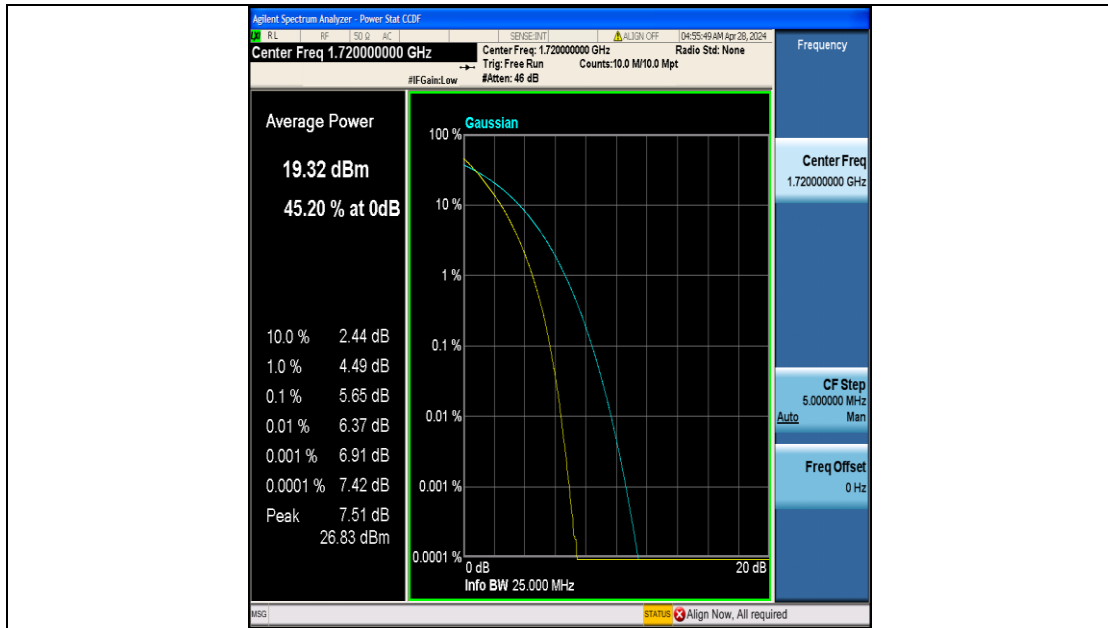 Agilent Spectrum Analyzer - Power Stat CCDF
RL RF 50 Ω AC SENSE:INT ALIGN OFF 04:55:49 AM Apr 28, 2024
Center Freq 1.720000000 GHz
Center Freq: 1.720000000 GHz Radio Std: None
Trig: Free Run Counts:10.0 M/10.0 Mpt
#IFGain:Low #Atten: 46 dB
Frequency
Average Power
19.32 dBm
45.20 % at 0dB
10.0 % 2.44 dB
1.0 % 4.49 dB
0.1 % 5.65 dB
0.01 % 6.37 dB
0.001 % 6.91 dB
0.0001 % 7.42 dB
Peak 7.51 dB
26.83 dBm
Gaussian
100 %
10 %
1 %
0.1 %
0.01 %
0.001 %
0.0001 %
0 dB 20 dB
Info BW 25.000 MHz
Center Freq
1.720000000 GHz
CF Step
5.000000 MHz
Auto Man
Freq Offset
0 Hz
MSG STATUS Align Now, All required